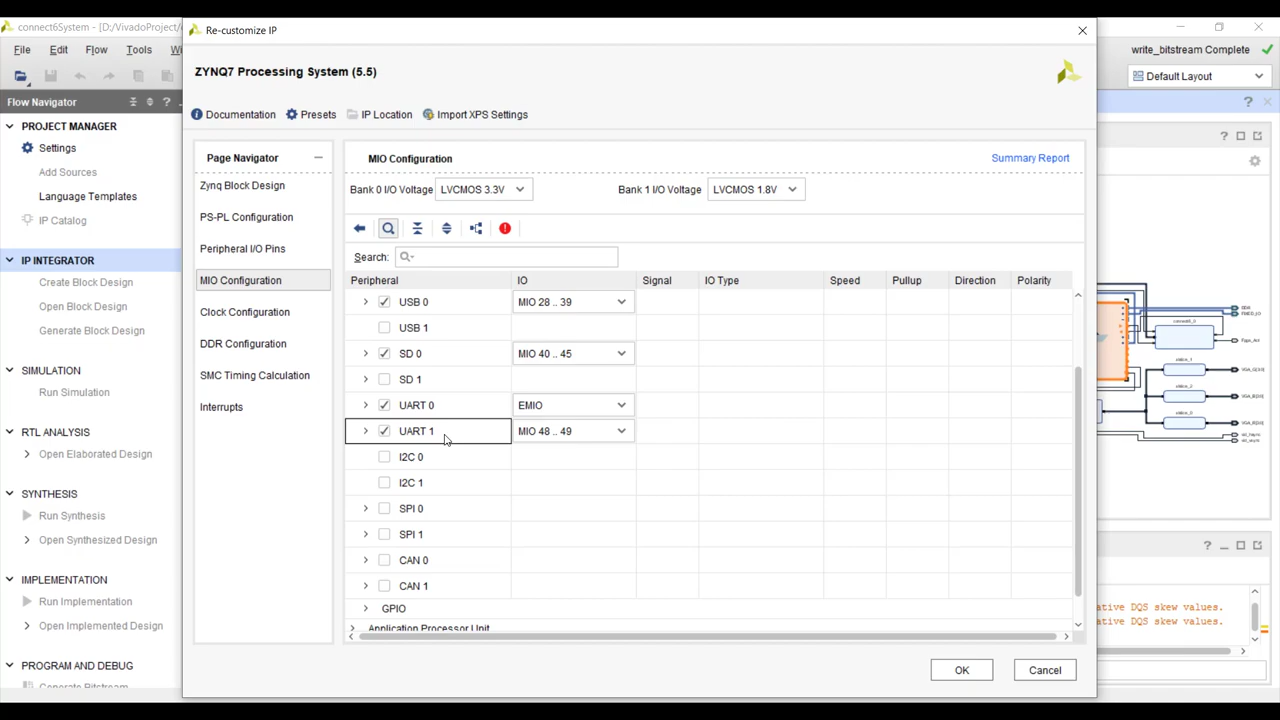 connect6System - [D:/VivadoProject/
Re-customize IP
File Edit Flow Tools
write_bitstream Complete
ZYNQ7 Processing System (5.5)
Default Layout
Flow Navigator
Documentation Presets IP Location Import XPS Settings
PROJECT MANAGER
Settings
Add Sources
Language Templates
IP Catalog
IP INTEGRATOR
Create Block Design
Open Block Design
Generate Block Design
SIMULATION
Run Simulation
RTL ANALYSIS
Open Elaborated Design
SYNTHESIS
Run Synthesis
Open Synthesized Design
IMPLEMENTATION
Run Implementation
Open Implemented Design
PROGRAM AND DEBUG
Generate Bitstream
Page Navigator
Zynq Block Design
PS-PL Configuration
Peripheral I/O Pins
MIO Configuration
Clock Configuration
DDR Configuration
SMC Timing Calculation
Interrupts
MIO Configuration
Summary Report
Bank 0 I/O Voltage LVCMOS 3.3V Bank 1 I/O Voltage LVCMOS 1.8V
Search:
Peripheral IO Signal IO Type Speed Pullup Direction Polarity
USB 0 MIO 28 .. 39
USB 1
SD 0 MIO 40 .. 45
SD 1
UART 0 EMIO
UART 1 MIO 48 .. 49
I2C 0
I2C 1
SPI 0
SPI 1
CAN 0
CAN 1
GPIO
Application Processor Unit
OK Cancel
ative DQS skew values.
ative DQS skew values.